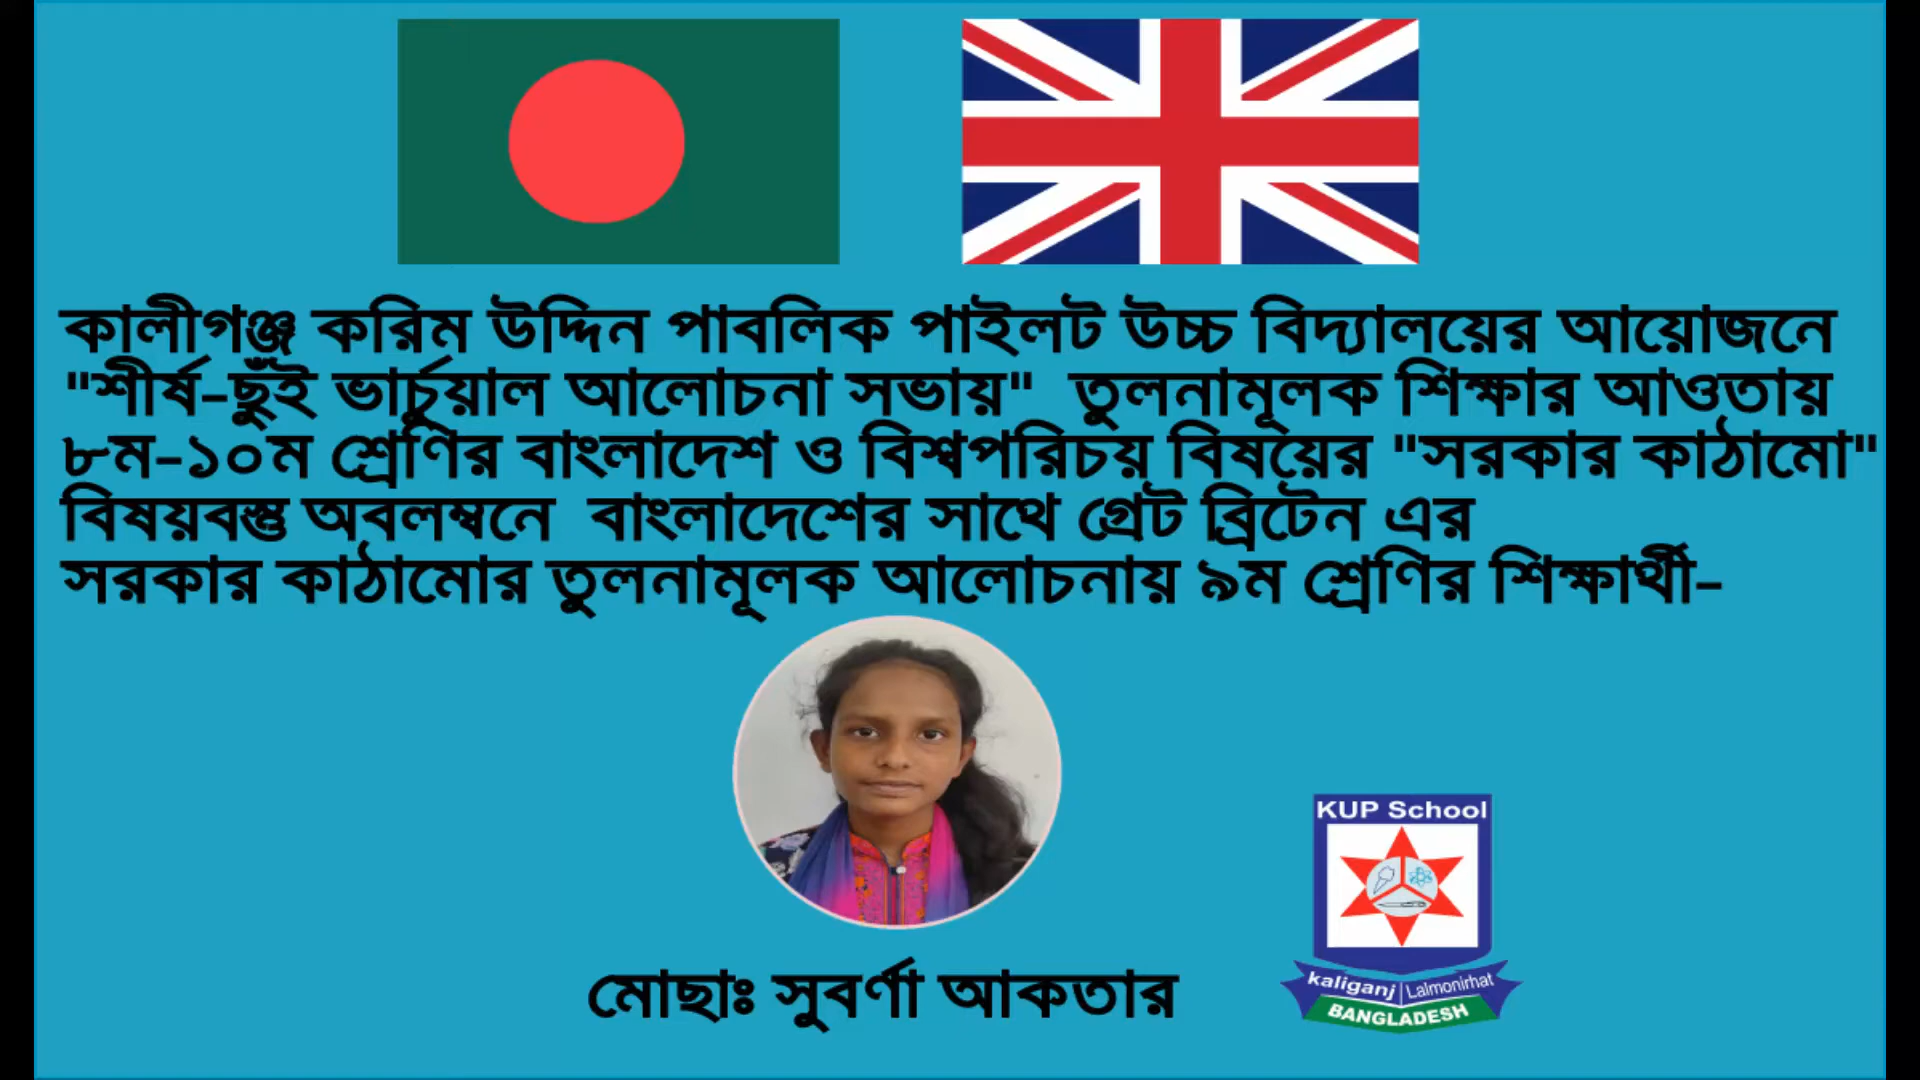 কালীগঞ্জ করিম উদ্দিন পাবলিক পাইলট উচ্চ বিদ্যালয়ের আয়োজনে
"শীর্ষ-ছুঁই ভার্চুয়াল আলোচনা সভায়" তুলনামূলক শিক্ষার আওতায়
৮ম-১০ম শ্রেণির বাংলাদেশ ও বিশ্বপরিচয় বিষয়ের "সরকার কাঠামো"
বিষয়বস্তু অবলম্বনে বাংলাদেশের সাথে গ্রেট ব্রিটেন এর
সরকার কাঠামোর তুলনামূলক আলোচনায় ৯ম শ্রেণির শিক্ষার্থী-
KUP School
kaliganj Lalmonirhat
BANGLADESH
মোছাঃ সুবর্ণা আকতার